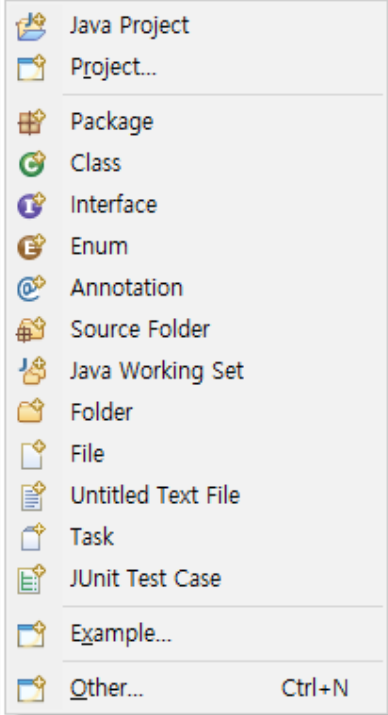 Java Project
Project...
Package
Class
Interface
Enum
Annotation
Source Folder
Java Working Set
Folder
File
Untitled Text File
Task
JUnit Test Case
Example...
Other... Ctrl+N